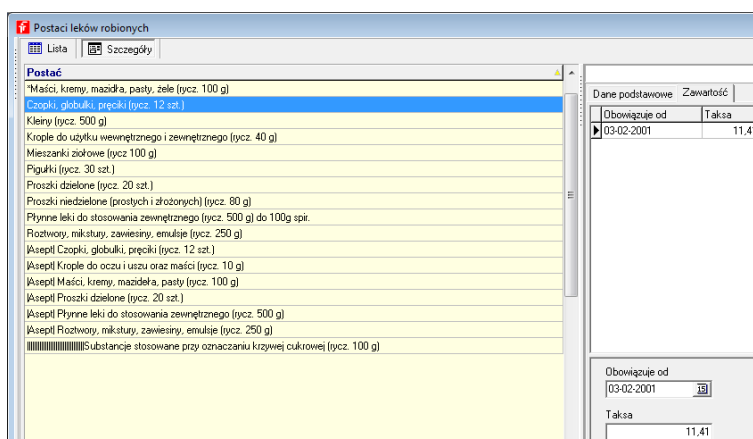 Postaci leków robionych
Lista Szczegóły
Postać
*Maści, kremy, mazidła, pasty, żele (rycz. 100 g)
Czopki, globulki, pręciki (rycz. 12 szt.)
Kleiny (rycz. 500 g)
Krople do użytku wewnętrznego i zewnętrznego (rycz. 40 g)
Mieszanki ziołowe (rycz 100 g)
Pigułki (rycz. 30 szt.)
Proszki dzielone (rycz. 20 szt.)
Proszki niedzielone (prostych i złożonych) (rycz. 80 g)
Płynne leki do stosowania zewnętrznego (rycz. 500 g) do 100g spir.
Roztwory, mikstury, zawiesiny, emulsje (rycz. 250 g)
|Asept| Czopki, globulki, pręciki (rycz. 12 szt.)
|Asept| Krople do oczu i uszu oraz maści (rycz. 10 g)
|Asept| Maści, kremy, mazideła, pasty (rycz. 100 g)
|Asept| Proszki dzielone (rycz. 20 szt.)
|Asept| Płynne leki do stosowania zewnętrznego (rycz. 500 g)
|Asept| Roztwory, mikstury, zawiesiny, emulsje (rycz. 250 g)
Substancje stosowane przy oznaczaniu krzywej cukrowej (rycz. 100 g)
Dane podstawowe Zawartość
Obowiązuje od Taksa
03-02-2001 11,41
Obowiązuje od
03-02-2001 15
Taksa
11,41